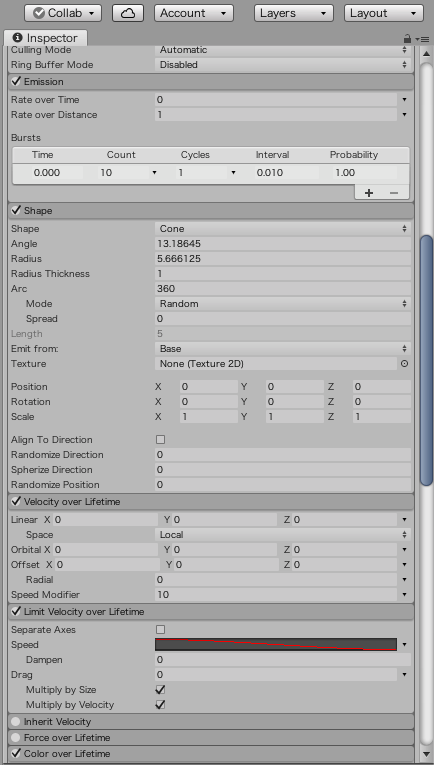 Collab Account Layers Layout
Inspector
Culling Mode Automatic
Ring Buffer Mode Disabled
Emission
Rate over Time 0
Rate over Distance 1
Bursts
Time Count Cycles Interval Probability
0.000 10 1 0.010 1.00
Shape
Shape Cone
Angle 13.18645
Radius 5.666125
Radius Thickness 1
Arc 360
Mode Random
Spread 0
Length 5
Emit from: Base
Texture None (Texture 2D)
Position X 0 Y 0 Z 0
Rotation X 0 Y 0 Z 0
Scale X 1 Y 1 Z 1
Align To Direction
Randomize Direction 0
Spherize Direction 0
Randomize Position 0
Velocity over Lifetime
Linear X 0 Y 0 Z 0
Space Local
Orbital X 0 Y 0 Z 0
Offset X 0 Y 0 Z 0
Radial 0
Speed Modifier 10
Limit Velocity over Lifetime
Separate Axes
Speed
Dampen 0
Drag 0
Multiply by Size
Multiply by Velocity
Inherit Velocity
Force over Lifetime
Color over Lifetime